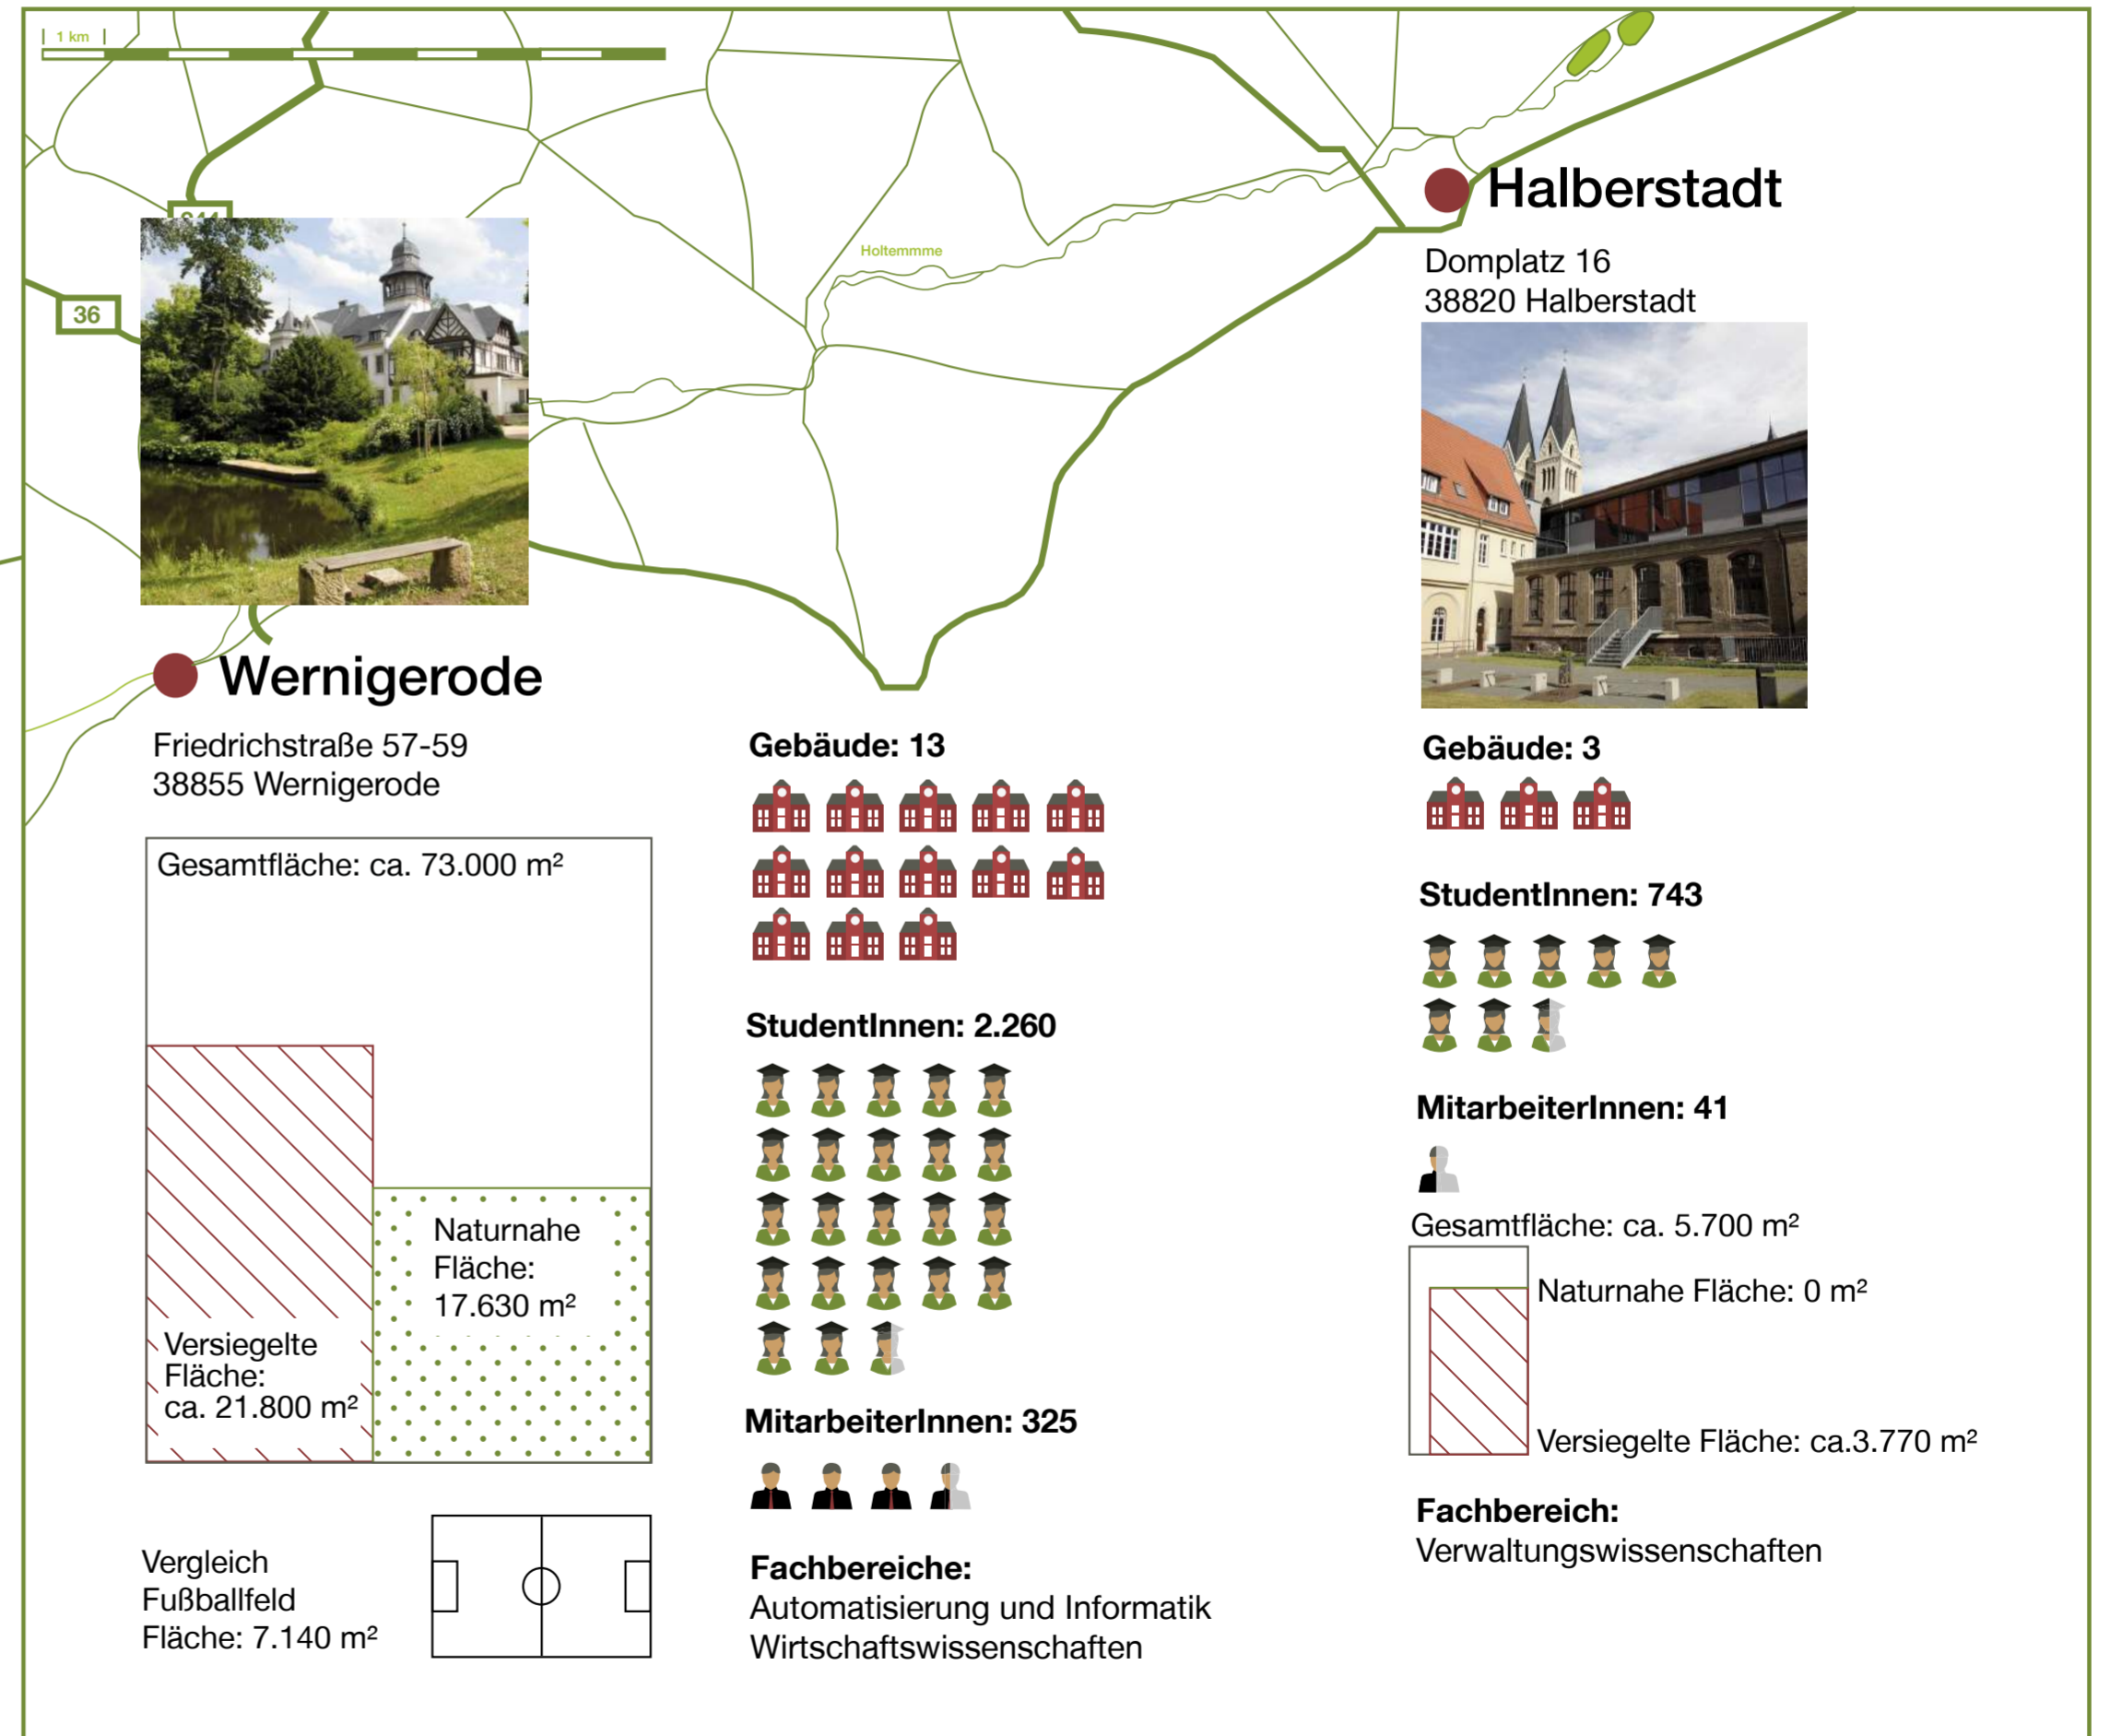 1 km
Halberstadt
Domplatz 16
38820 Halberstadt
Holtemmme
36
Wernigerode
Friedrichstraße 57-59
38855 Wernigerode
Gesamtfläche: ca. 73.000 m²
Naturnahe
Fläche:
17.630 m²
Versiegelte
Fläche:
ca. 21.800 m²
Vergleich
Fußballfeld
Fläche: 7.140 m²
Gebäude: 13
StudentInnen: 2.260
MitarbeiterInnen: 325
Fachbereiche:
Automatisierung und Informatik
Wirtschaftswissenschaften
Gebäude: 3
StudentInnen: 743
MitarbeiterInnen: 41
Gesamtfläche: ca. 5.700 m²
Naturnahe Fläche: 0 m²
Versiegelte Fläche: ca.3.770 m²
Fachbereich:
Verwaltungswissenschaften